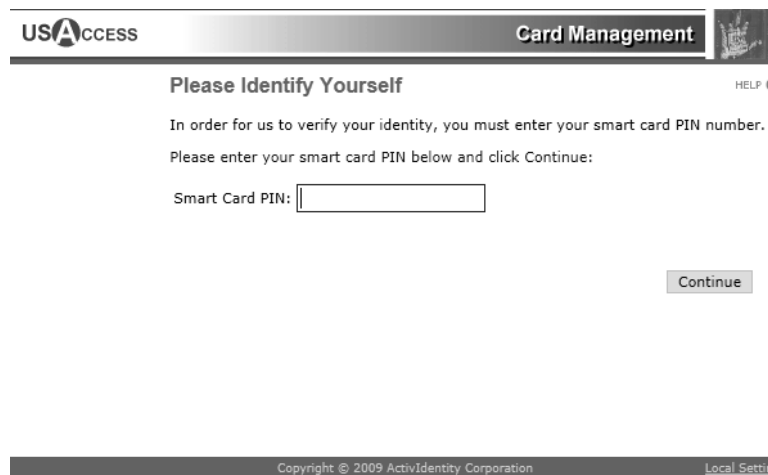 USAccess
Card Management
Please Identify Yourself
HELP
In order for us to verify your identity, you must enter your smart card PIN number.
Please enter your smart card PIN below and click Continue:
Smart Card PIN:
Continue
Copyright © 2009 ActivIdentity Corporation
Local